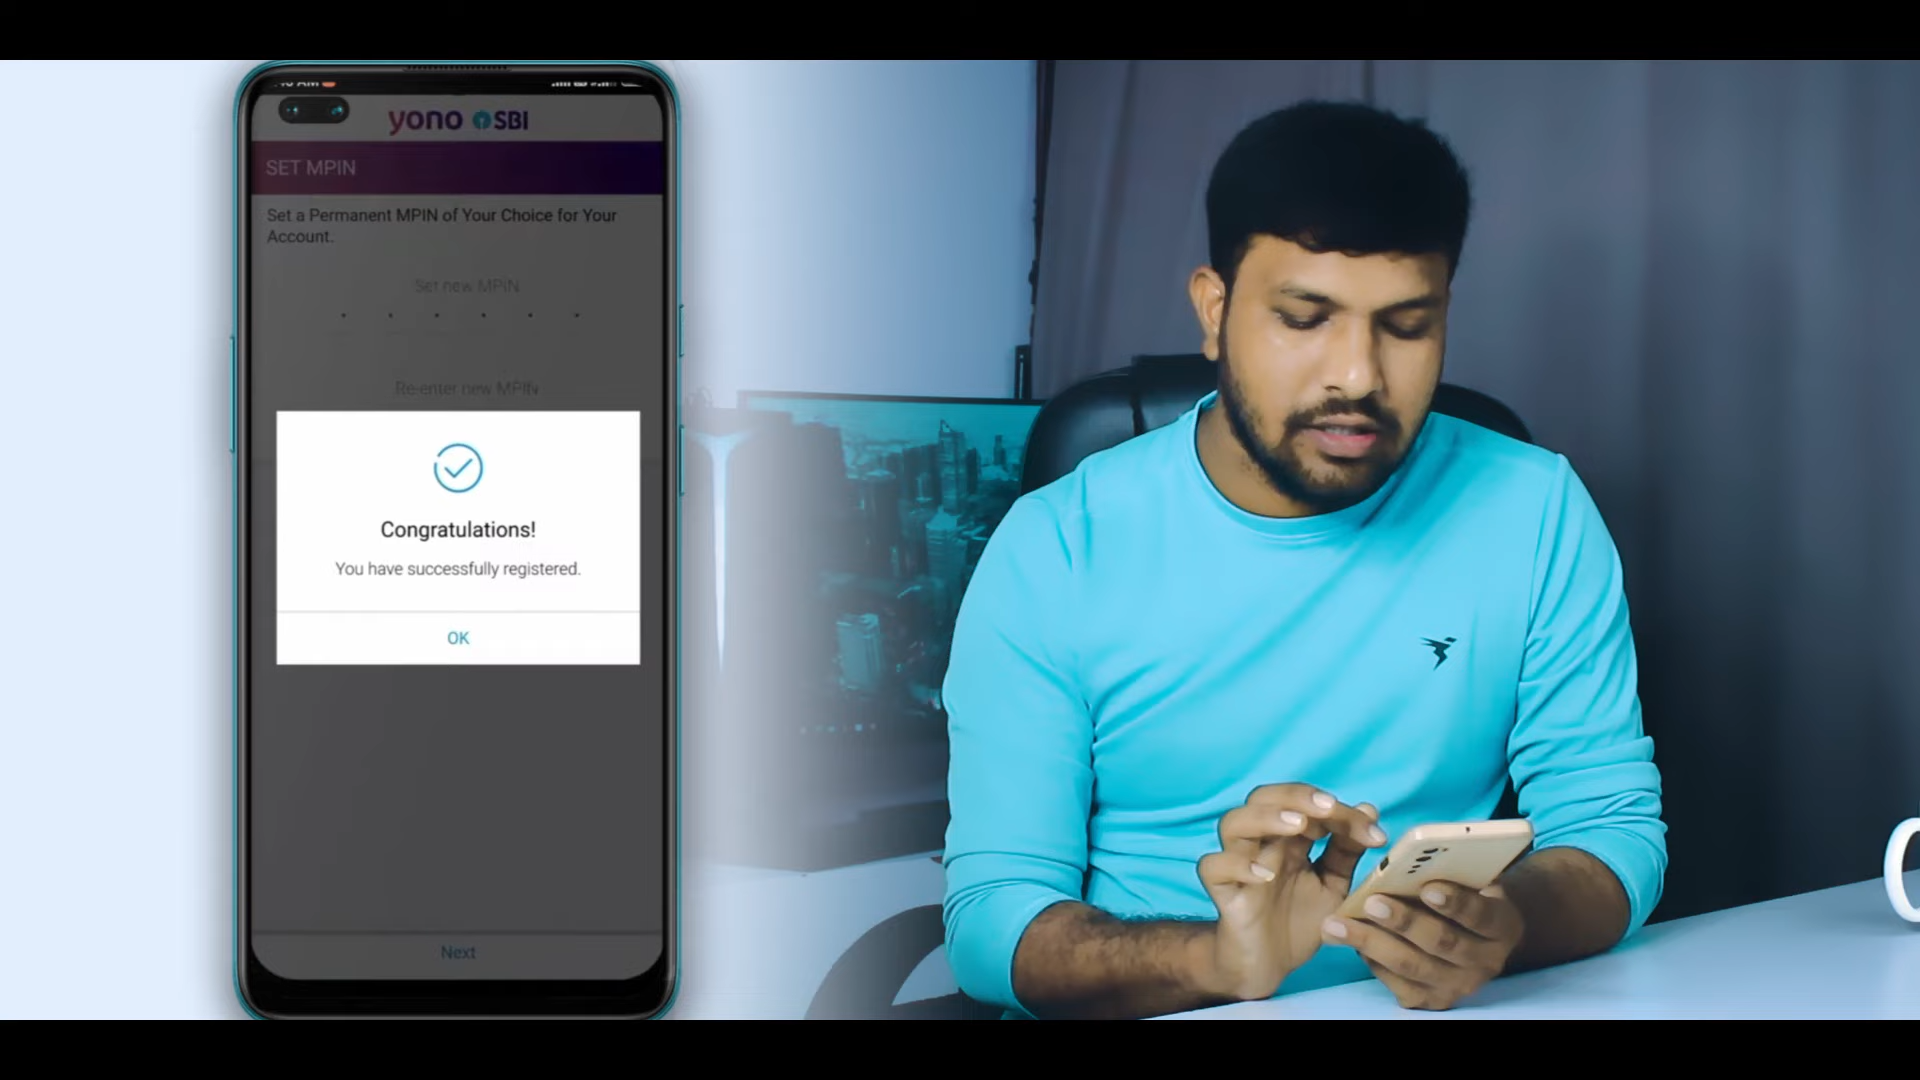 yono SBI
SET MPIN
Set a Permanent MPIN of Your Choice for Your
Account.
Set new MPIN
Re-enter new MPIN
Congratulations!
You have successfully registered.
OK
Next